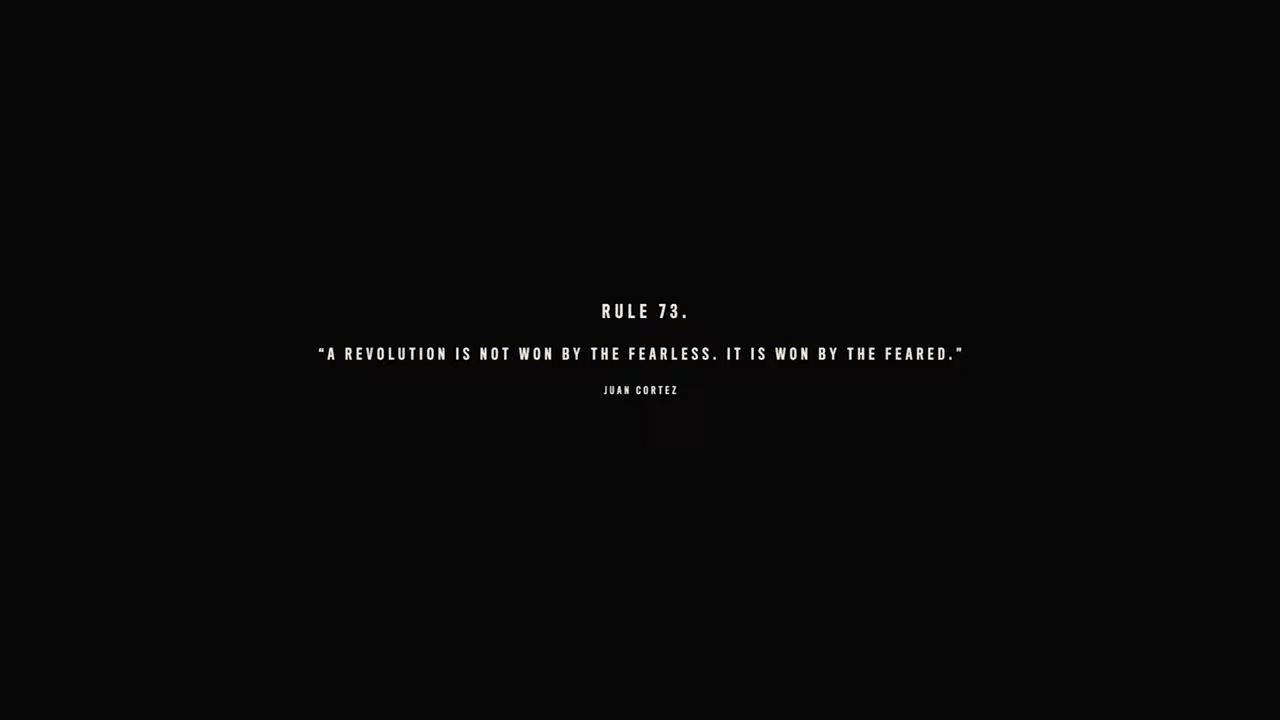 RULE 73.
“A REVOLUTION IS NOT WON BY THE FEARLESS. IT IS WON BY THE FEARED.”
JUAN CORTEZ